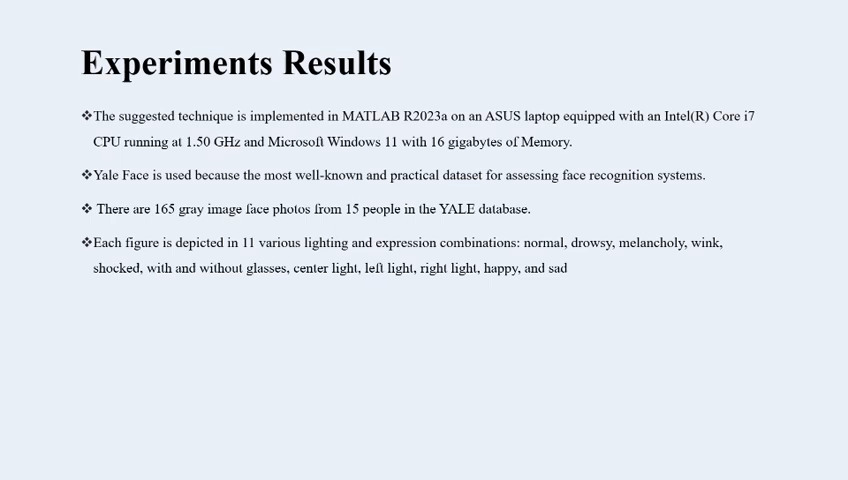 Experiments Results
❖The suggested technique is implemented in MATLAB R2023a on an ASUS laptop equipped with an Intel(R) Core i7
CPU running at 1.50 GHz and Microsoft Windows 11 with 16 gigabytes of Memory.
❖Yale Face is used because the most well-known and practical dataset for assessing face recognition systems.
❖ There are 165 gray image face photos from 15 people in the YALE database.
❖Each figure is depicted in 11 various lighting and expression combinations: normal, drowsy, melancholy, wink,
shocked, with and without glasses, center light, left light, right light, happy, and sad